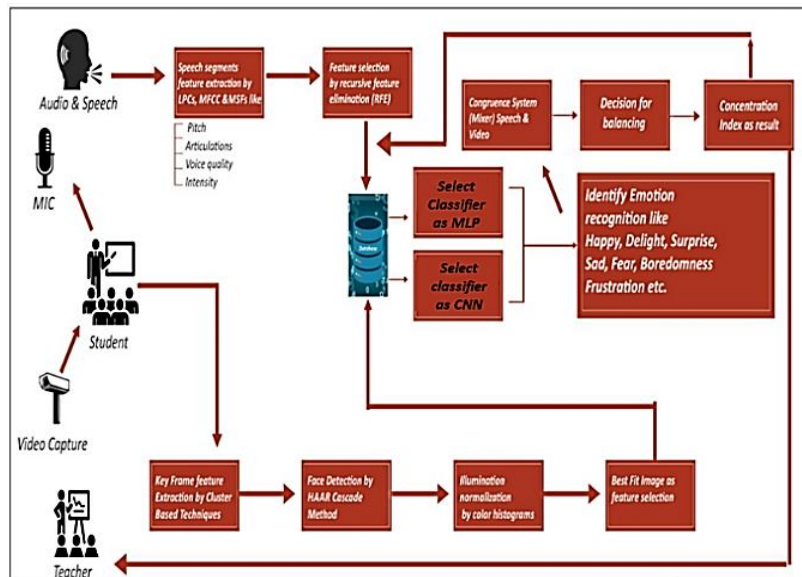 Audio & Speech
Speech segments
feature extraction by
LPCs, MFCC &MSFs like
Pitch
Articulations
Voice quality
Intensity
Feature selection
by recursive feature
elimination (RFE)
Congruence System
(Mixer) Speech &
Video
Decision for
balancing
Concentration
Index as result
MIC
Select
Classifier
as MLP
Identify Emotion
recognition like
Happy, Delight, Surprise,
Sad, Fear, Boredomness
Frustration etc.
Database
Select
classifier
as CNN
Student
Video Capture
Key Frame feature
Extraction by Cluster
Based Techniques
Face Detection by
HAAR Cascade
Method
Illumination
normalization
by color histograms
Best Fit Image as
feature selection
Teacher